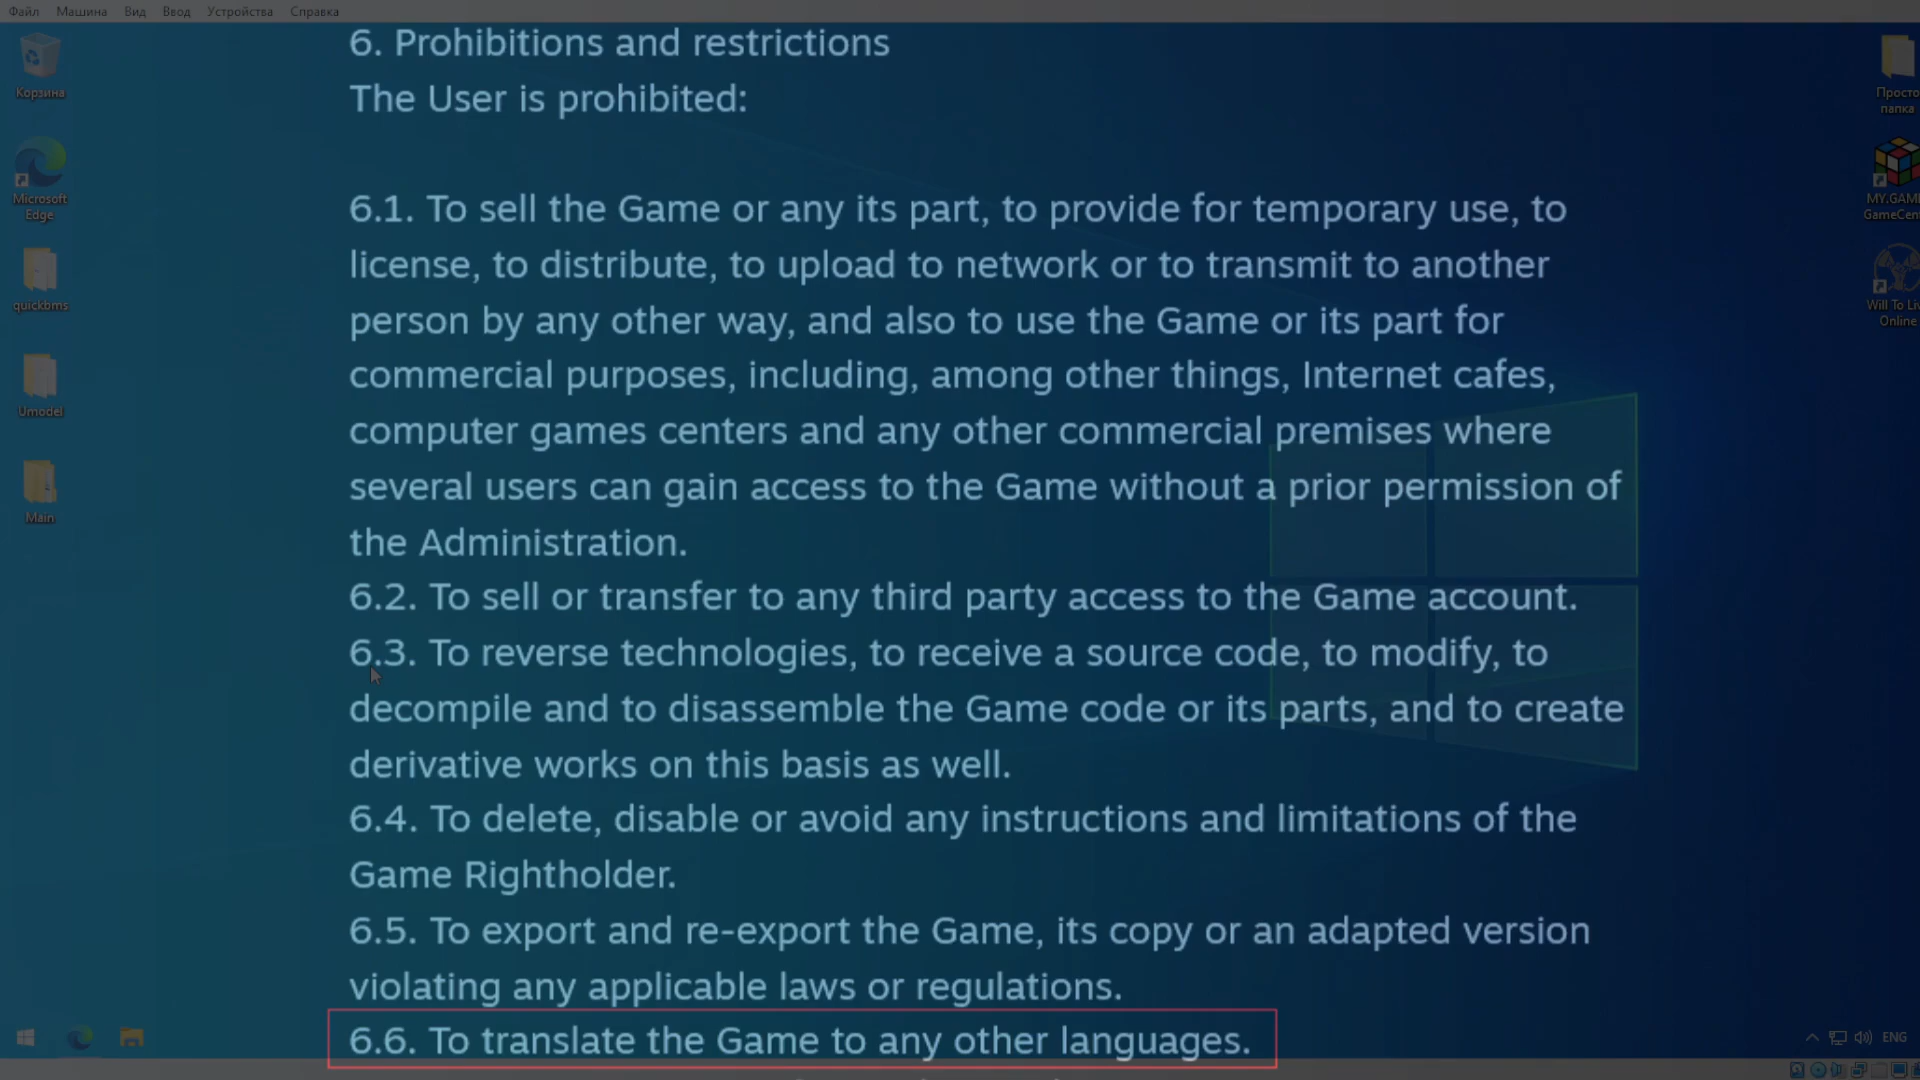 Файл Машина Вид Ввод Устройства Справка
6. Prohibitions and restrictions
The User is prohibited:
6.1. To sell the Game or any its part, to provide for temporary use, to
license, to distribute, to upload to network or to transmit to another
person by any other way, and also to use the Game or its part for
commercial purposes, including, among other things, Internet cafes,
computer games centers and any other commercial premises where
several users can gain access to the Game without a prior permission of
the Administration.
6.2. To sell or transfer to any third party access to the Game account.
6.3. To reverse technologies, to receive a source code, to modify, to
decompile and to disassemble the Game code or its parts, and to create
derivative works on this basis as well.
6.4. To delete, disable or avoid any instructions and limitations of the
Game Rightholder.
6.5. To export and re-export the Game, its copy or an adapted version
violating any applicable laws or regulations.
6.6. To translate the Game to any other languages.
Корзина
Microsoft
Edge
quickbms
Umodel
Main
Просто
папка
MY.GAM
GameCen
Will To Li
Online
ENG